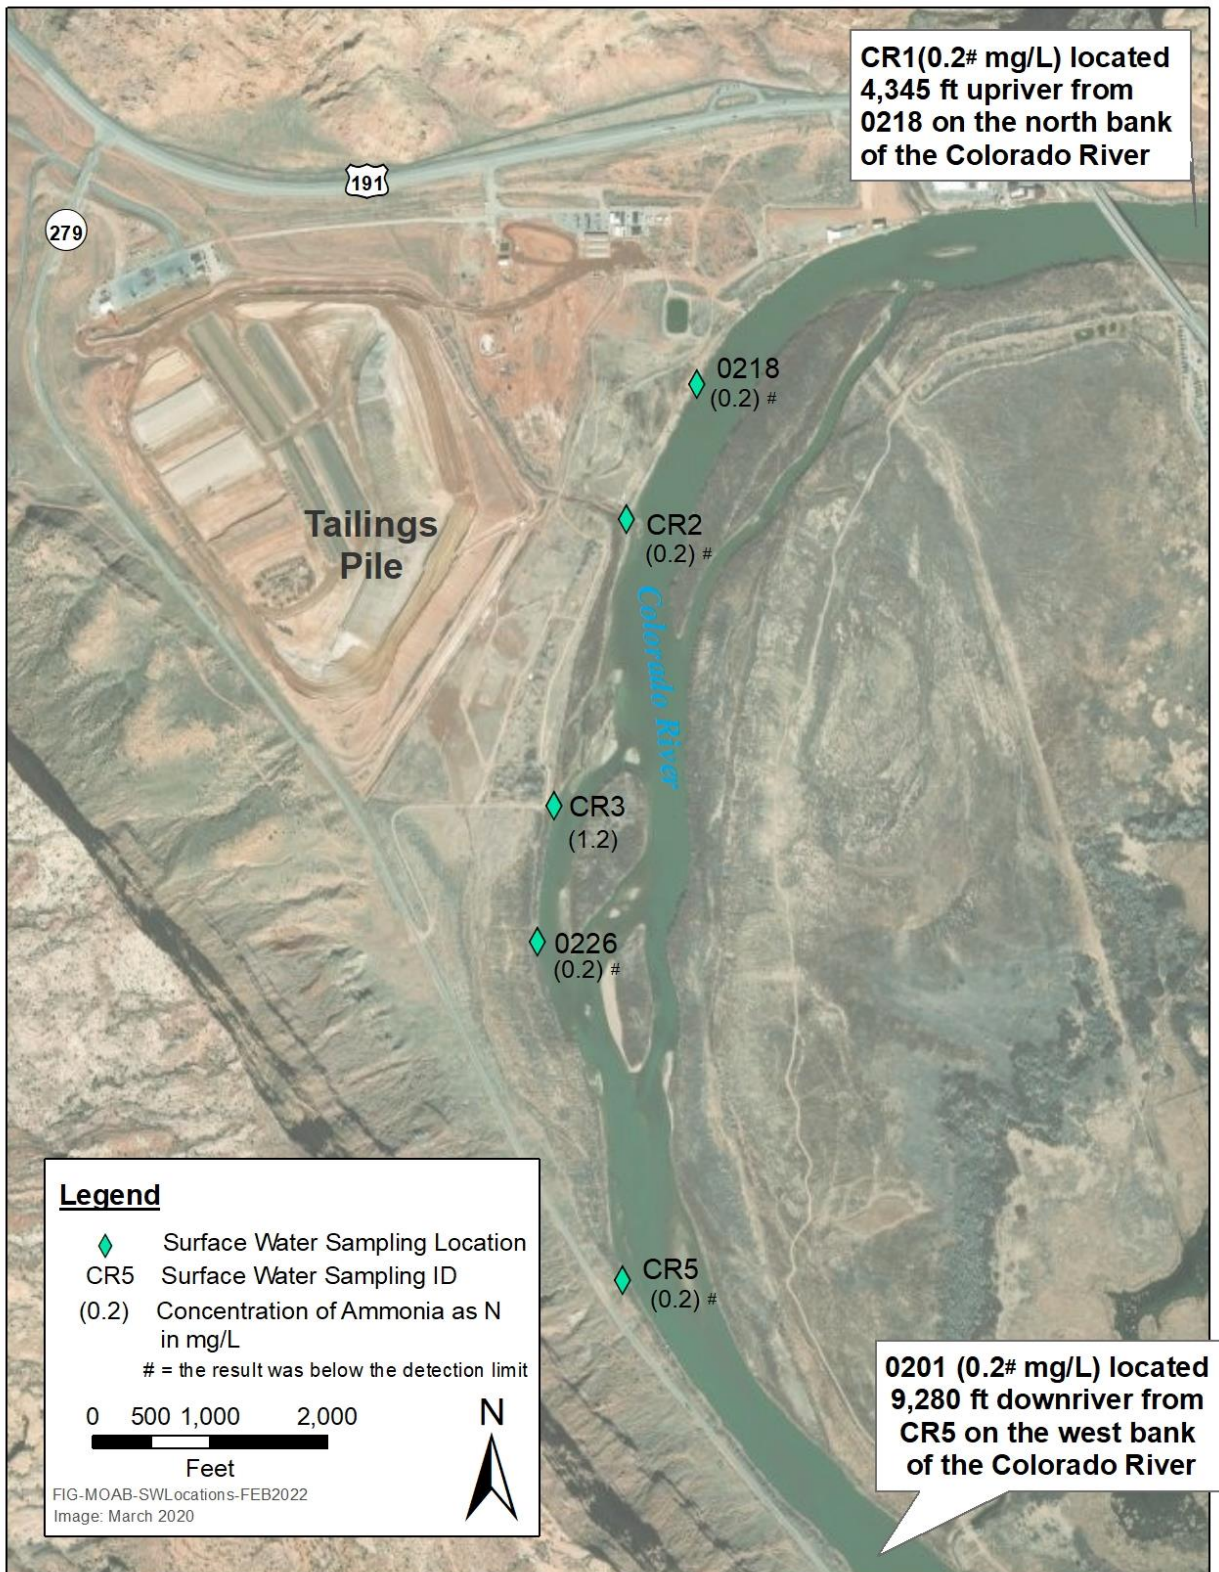 CR1(0.2# mg/L) located
4,345 ft upriver from
0218 on the north bank
of the Colorado River
191
279
0218
(0.2) #
CR2
(0.2) #
Tailings
Pile
Colorado River
CR3
(1.2)
0226
(0.2) #
CR5
(0.2) #
Legend
Surface Water Sampling Location
CR5 Surface Water Sampling ID
(0.2) Concentration of Ammonia as N
in mg/L
# = the result was below the detection limit
0 500 1,000 2,000
Feet
N
FIG-MOAB-SWLocations-FEB2022
Image: March 2020
0201 (0.2# mg/L) located
9,280 ft downriver from
CR5 on the west bank
of the Colorado River